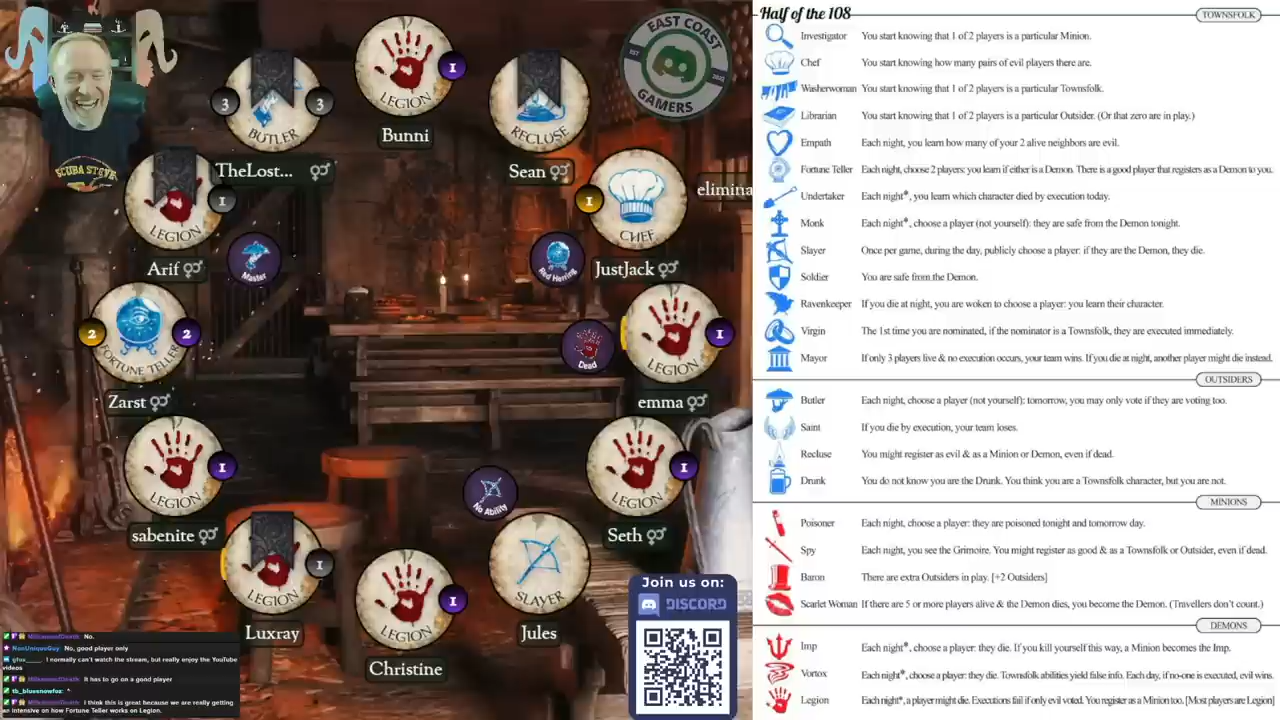 EAST COAST
EST
2022
GAMERS
SCUBA STEVE
3
3
BUTLER
TheLost...
LEGION
I
Bunni
RECLUSE
Sean
elimina
I
CHEF
JustJack
Red Herring
LEGION
I
Arif
Master
2
2
FORTUNE TELLER
Zarst
Dead
LEGION
I
emma
LEGION
I
sabenite
LEGION
I
Seth
No Ability
LEGION
I
Luxray
LEGION
I
Christine
SLAYER
Jules
Join us on:
DISCORD
No.
NonUniqueGuy: No, good player only
I normally can't watch the stream, but really enjoy the YouTube
videos
It has to go on a good player
tb_bluesnowfox: ^
I think this is great because we are really getting
an intensive on how Fortune Teller works on Legion.
Half of the 108
TOWNSFOLK
Investigator You start knowing that 1 of 2 players is a particular Minion.
Chef You start knowing how many pairs of evil players there are.
Washerwoman You start knowing that 1 of 2 players is a particular Townsfolk.
Librarian You start knowing that 1 of 2 players is a particular Outsider. (Or that zero are in play.)
Empath Each night, you learn how many of your 2 alive neighbors are evil.
Fortune Teller Each night, choose 2 players: you learn if either is a Demon. There is a good player that registers as a Demon to you.
Undertaker Each night*, you learn which character died by execution today.
Monk Each night*, choose a player (not yourself): they are safe from the Demon tonight.
Slayer Once per game, during the day, publicly choose a player: if they are the Demon, they die.
Soldier You are safe from the Demon.
Ravenkeeper If you die at night, you are woken to choose a player: you learn their character.
Virgin The 1st time you are nominated, if the nominator is a Townsfolk, they are executed immediately.
Mayor If only 3 players live & no execution occurs, your team wins. If you die at night, another player might die instead.
OUTSIDERS
Butler Each night, choose a player (not yourself): tomorrow, you may only vote if they are voting too.
Saint If you die by execution, your team loses.
Recluse You might register as evil & as a Minion or Demon, even if dead.
Drunk You do not know you are the Drunk. You think you are a Townsfolk character, but you are not.
MINIONS
Poisoner Each night, choose a player: they are poisoned tonight and tomorrow day.
Spy Each night, you see the Grimoire. You might register as good & as a Townsfolk or Outsider, even if dead.
Baron There are extra Outsiders in play. [+2 Outsiders]
Scarlet Woman If there are 5 or more players alive & the Demon dies, you become the Demon. (Travellers don't count.)
DEMONS
Imp Each night*, choose a player: they die. If you kill yourself this way, a Minion becomes the Imp.
Vortox Each night*, choose a player: they die. Townsfolk abilities yield false info. Each day, if no-one is executed, evil wins.
Legion Each night*, a player might die. Executions fail if only evil voted. You register as a Minion too. [Most players are Legion]